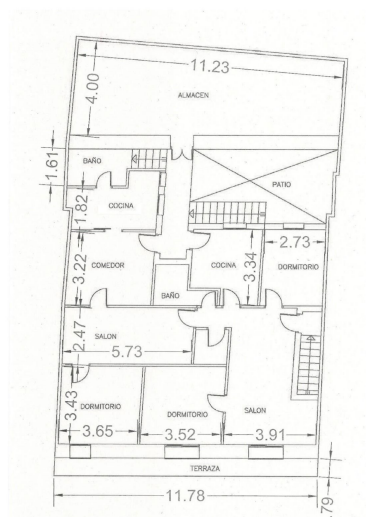 11.23
4.00
ALMACEN
1.61
BAÑO
PATIO
1.82
COCINA
2.73
3.22
COMEDOR
COCINA
3.34
DORMITORIO
BAÑO
2.47
SALON
5.73
3.43
DORMITORIO
DORMITORIO
SALON
3.65
3.52
3.91
TERRAZA
11.78
.79